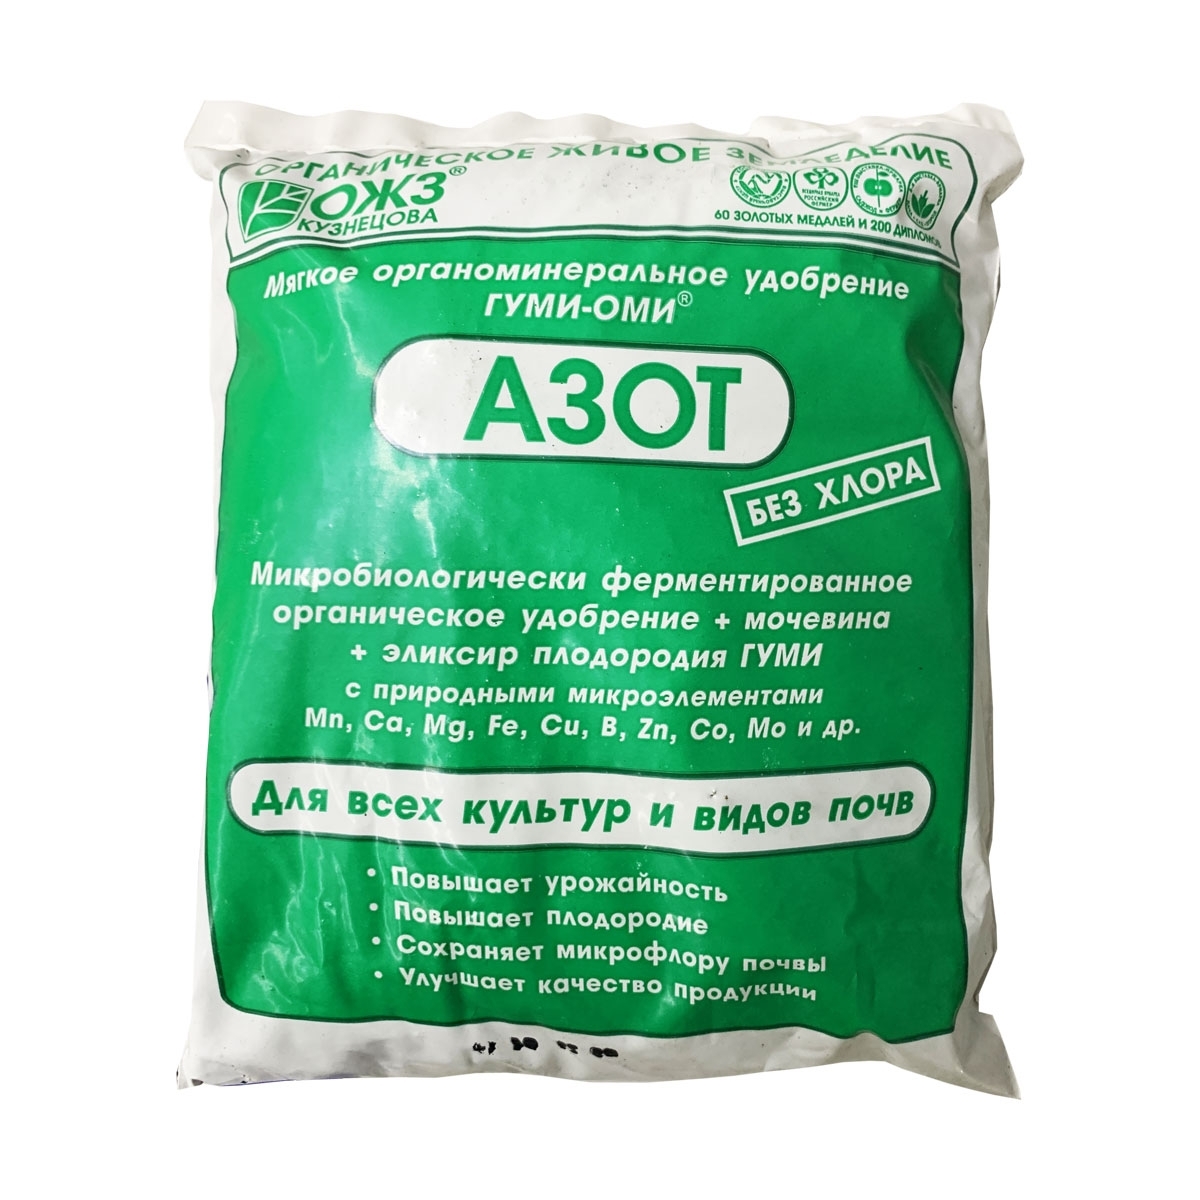 ОРГАНИЧЕСКОЕ ЖИВОЕ ЗЕМЛЕДЕЛИЕ
ОЖЗ®
КУЗНЕЦОВА
60 ЗОЛОТЫХ МЕДАЛЕЙ И 200 ДИПЛОМОВ
Мягкое органоминеральное удобрение
ГУМИ-ОМИ®
АЗОТ
БЕЗ ХЛОРА
Микробиологически ферментированное
органическое удобрение + мочевина
+ эликсир плодородия ГУМИ
с природными микроэлементами
Mn, Ca, Mg, Fe, Cu, B, Zn, Co, Mo и др.
Для всех культур и видов почв
• Повышает урожайность
• Повышает плодородие
• Сохраняет микрофлору почвы
• Улучшает качество продукции